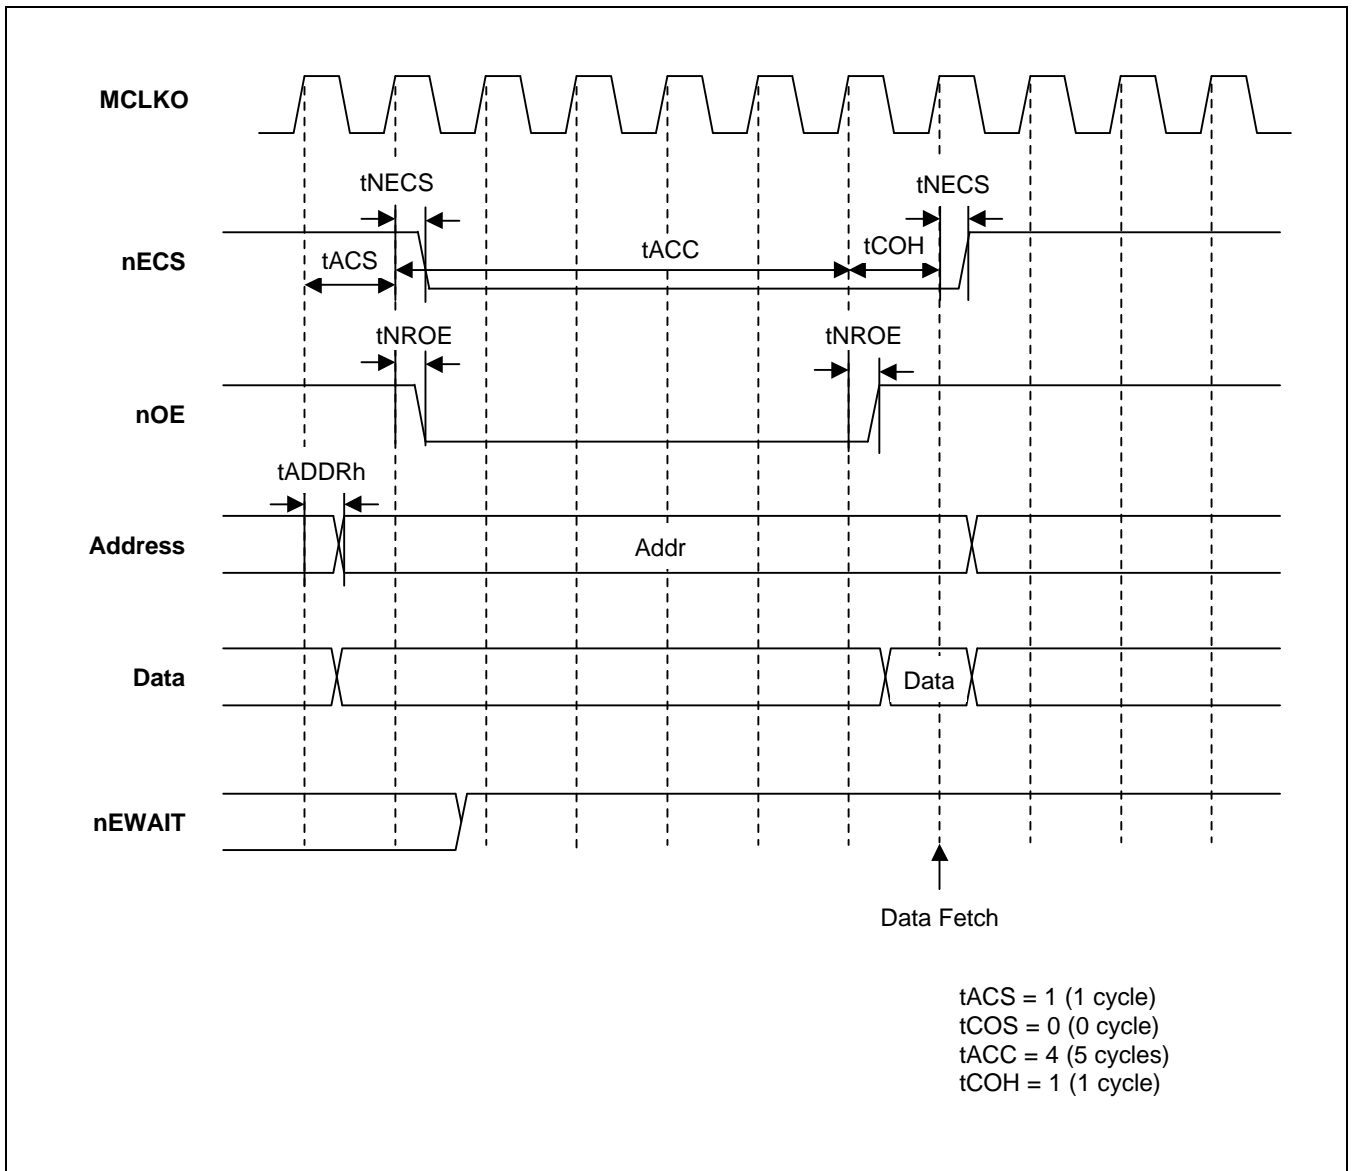 MCLKO
tNECS
tNECS
nECS
tACS
tACC
tCOH
tNROE
tNROE
nOE
tADDRh
Address
Addr
Data
Data
nEWAIT
Data Fetch
tACS = 1 (1 cycle)
tCOS = 0 (0 cycle)
tACC = 4 (5 cycles)
tCOH = 1 (1 cycle)